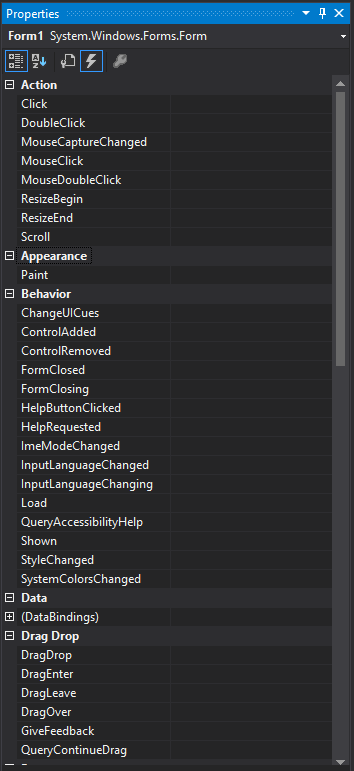 Properties
Form1 System.Windows.Forms.Form
Action
Click
DoubleClick
MouseCaptureChanged
MouseClick
MouseDoubleClick
ResizeBegin
ResizeEnd
Scroll
Appearance
Paint
Behavior
ChangeUICues
ControlAdded
ControlRemoved
FormClosed
FormClosing
HelpButtonClicked
HelpRequested
ImeModeChanged
InputLanguageChanged
InputLanguageChanging
Load
QueryAccessibilityHelp
Shown
StyleChanged
SystemColorsChanged
Data
(DataBindings)
Drag Drop
DragDrop
DragEnter
DragLeave
DragOver
GiveFeedback
QueryContinueDrag